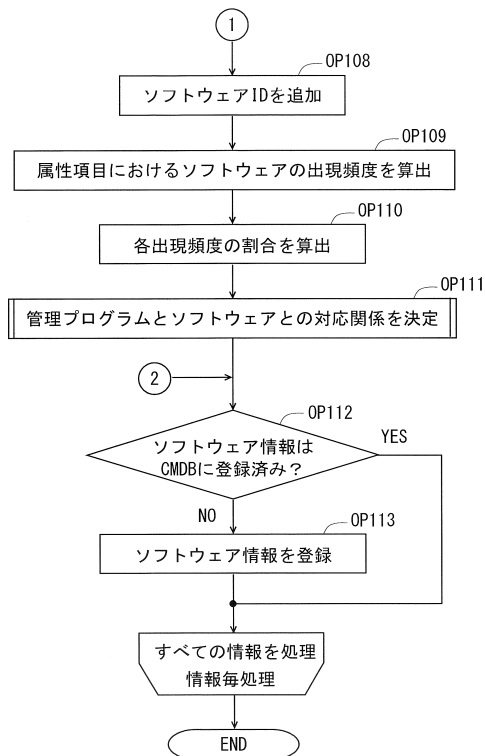 1
OP108
ソフトウェアIDを追加
OP109
属性項目におけるソフトウェアの出現頻度を算出
OP110
各出現頻度の割合を算出
OP111
管理プログラムとソフトウェアとの対応関係を決定
2
OP112
ソフトウェア情報は
CMDBに登録済み？
YES
NO
OP113
ソフトウェア情報を登録
すべての情報を処理
情報毎処理
END